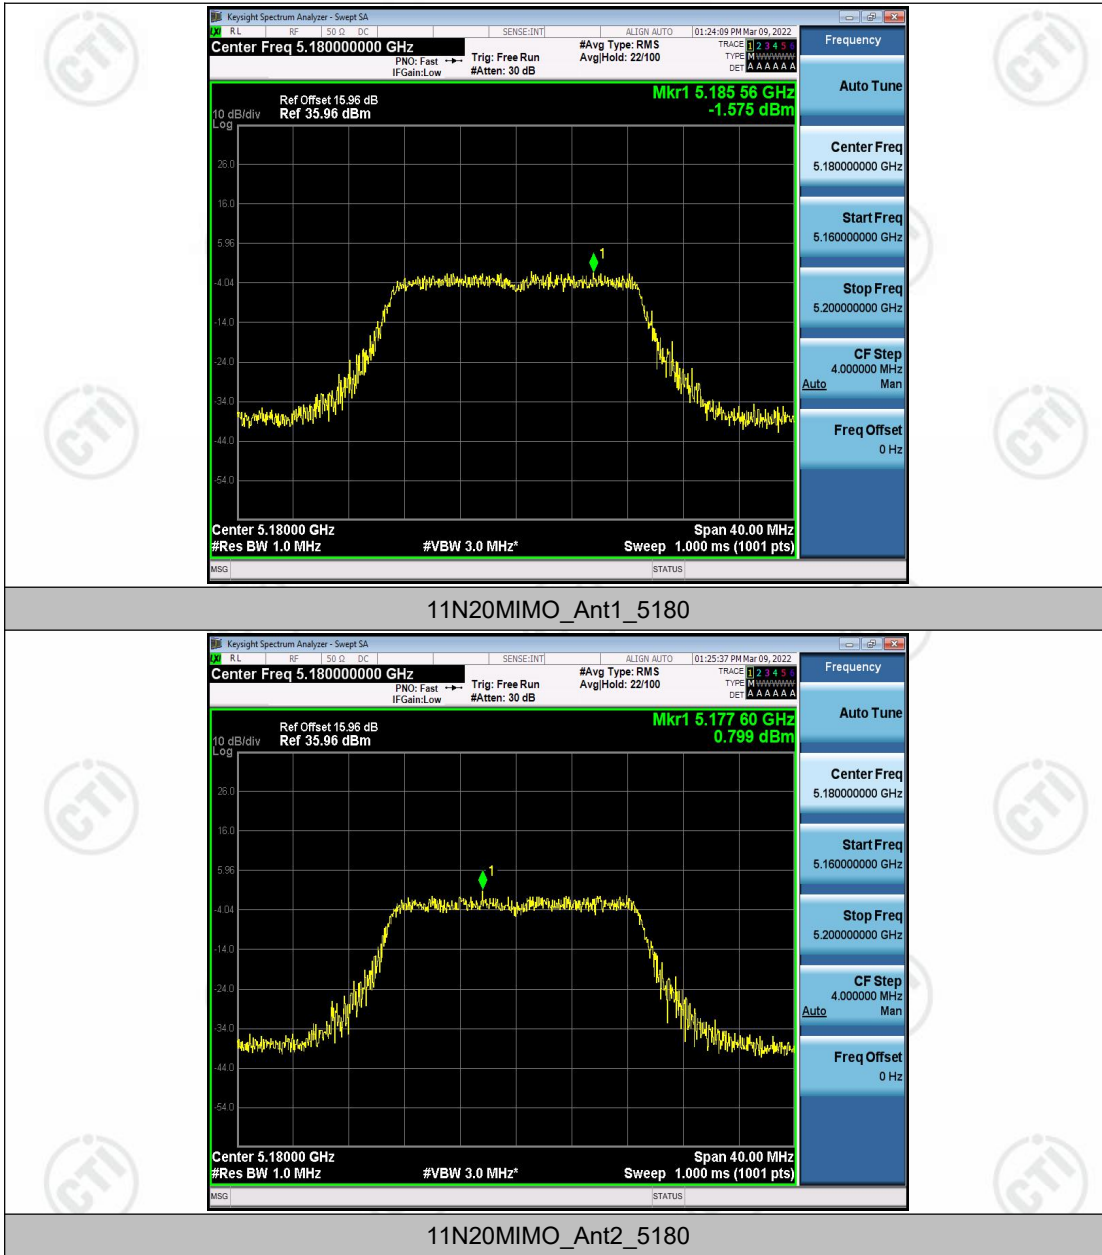 Keysight Spectrum Analyzer - Swept SA
LXI RL RF 50 Ω DC SENSE:INT ALIGN AUTO 01:24:09 PM Mar 09, 2022
Center Freq 5.180000000 GHz
PNO: Fast
IFGain:Low
Trig: Free Run
#Atten: 30 dB
#Avg Type: RMS
Avg|Hold: 22/100
TRACE 1 2 3 4 5 6
TYPE M WWWWW
DET A A A A A A
Frequency
Mkr1 5.185 56 GHz
-1.575 dBm
Ref Offset 15.96 dB
10 dB/div Ref 35.96 dBm
Log
26.0
16.0
5.96
-4.04
-14.0
-24.0
-34.0
-44.0
-54.0
1
Auto Tune
Center Freq
5.180000000 GHz
Start Freq
5.160000000 GHz
Stop Freq
5.200000000 GHz
CF Step
4.000000 MHz
Auto Man
Freq Offset
0 Hz
Center 5.18000 GHz Span 40.00 MHz
#Res BW 1.0 MHz #VBW 3.0 MHz* Sweep 1.000 ms (1001 pts)
MSG STATUS
11N20MIMO_Ant1_5180
Keysight Spectrum Analyzer - Swept SA
LXI RL RF 50 Ω DC SENSE:INT ALIGN AUTO 01:25:37 PM Mar 09, 2022
Center Freq 5.180000000 GHz
PNO: Fast
IFGain:Low
Trig: Free Run
#Atten: 30 dB
#Avg Type: RMS
Avg|Hold: 22/100
TRACE 1 2 3 4 5 6
TYPE M WWWWW
DET A A A A A A
Frequency
Mkr1 5.177 60 GHz
0.799 dBm
Ref Offset 15.96 dB
10 dB/div Ref 35.96 dBm
Log
26.0
16.0
5.96
-4.04
-14.0
-24.0
-34.0
-44.0
-54.0
1
Auto Tune
Center Freq
5.180000000 GHz
Start Freq
5.160000000 GHz
Stop Freq
5.200000000 GHz
CF Step
4.000000 MHz
Auto Man
Freq Offset
0 Hz
Center 5.18000 GHz Span 40.00 MHz
#Res BW 1.0 MHz #VBW 3.0 MHz* Sweep 1.000 ms (1001 pts)
MSG STATUS
11N20MIMO_Ant2_5180
CTI
CTI
CTI
CTI
CTI
CTI
CTI
CTI